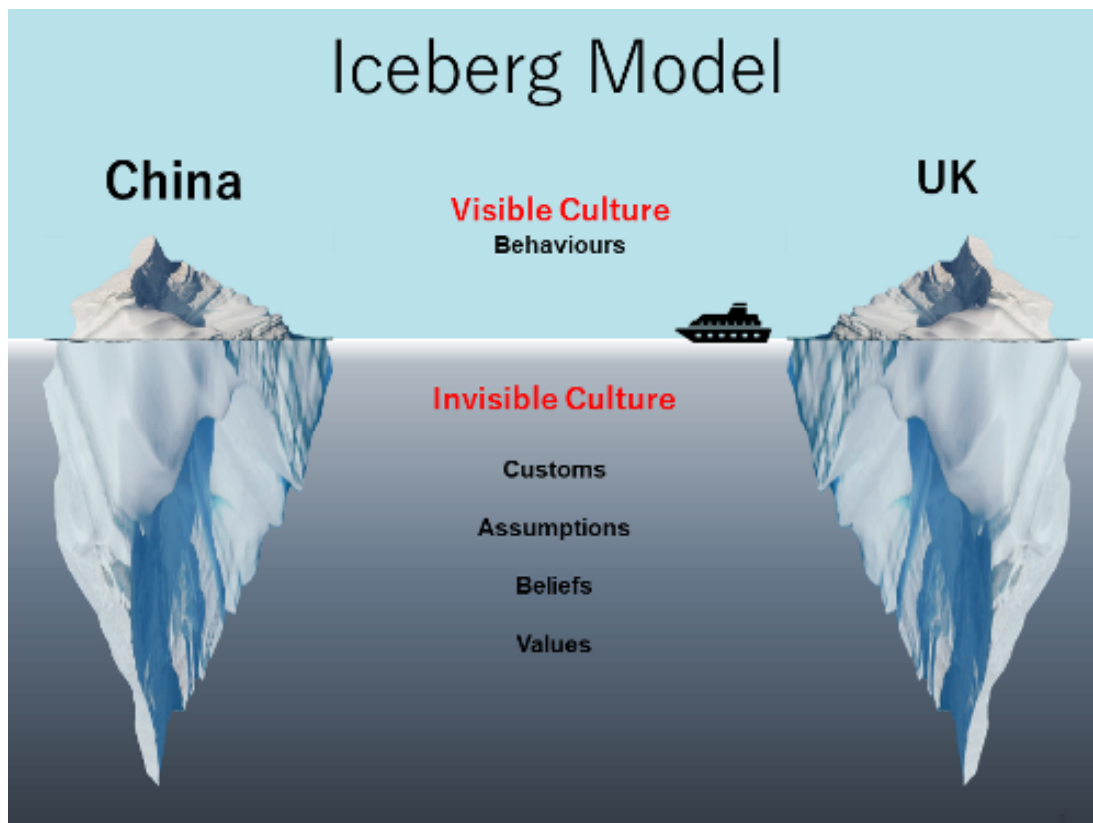 Iceberg Model
China
UK
Visible Culture
Behaviours
Invisible Culture
Customs
Assumptions
Beliefs
Values